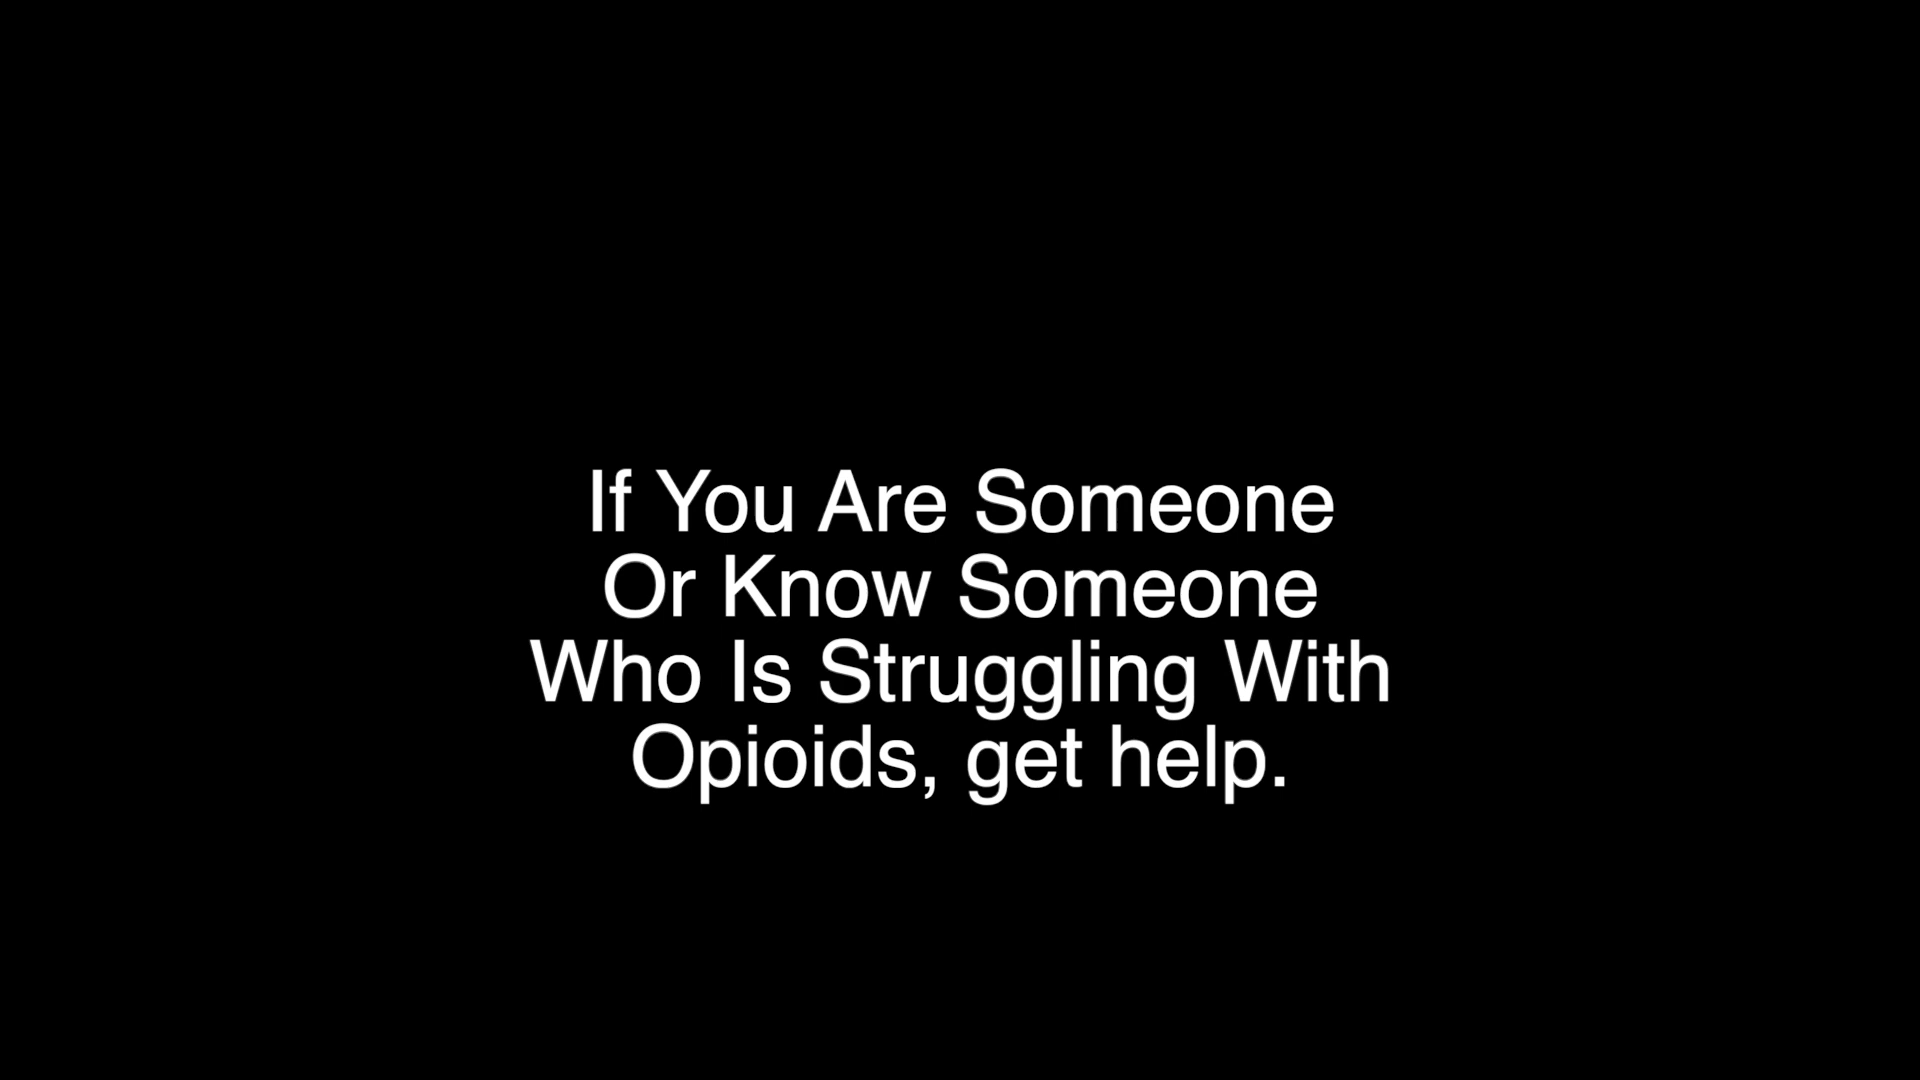 If You Are Someone
Or Know Someone
Who Is Struggling With
Opioids, get help.